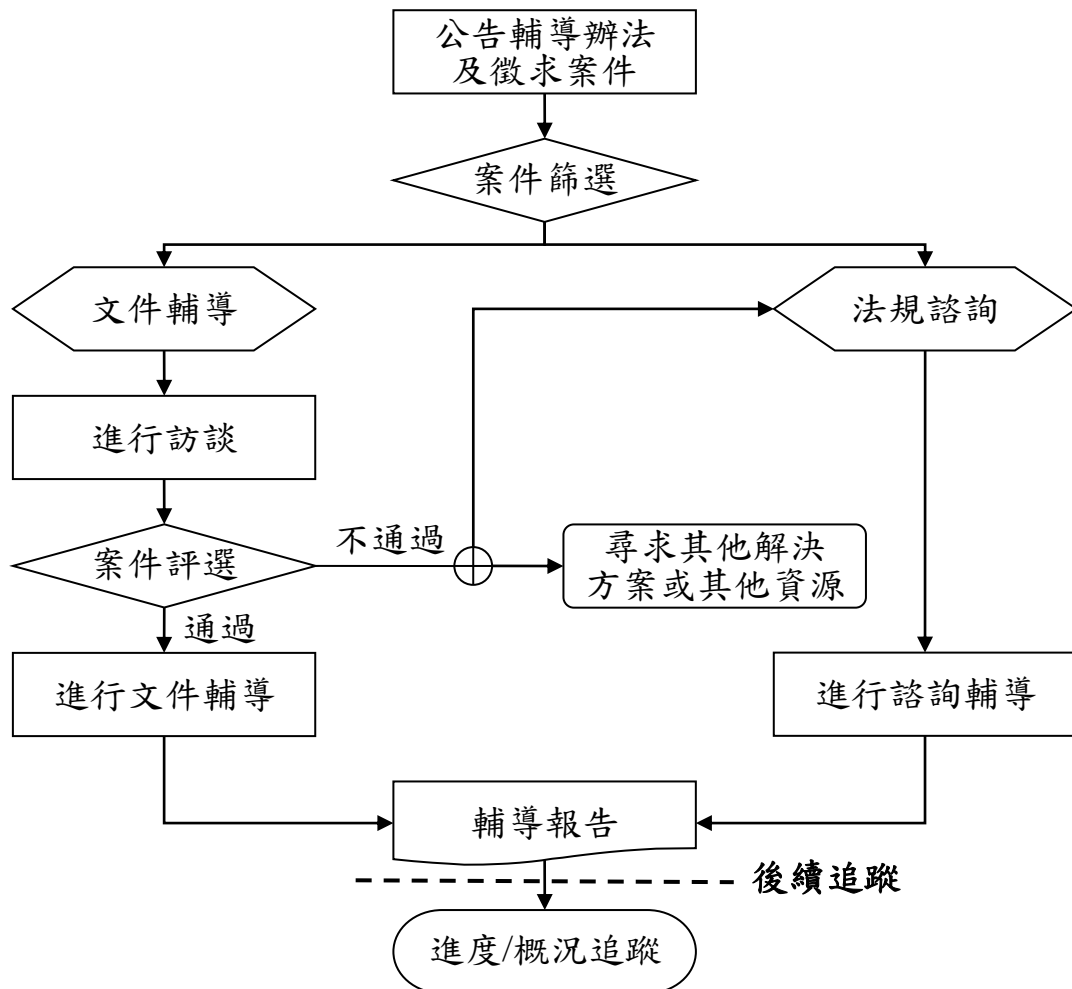 公告輔導辦法
及徵求案件
案件篩選
文件輔導
法規諮詢
進行訪談
案件評選
不通過
尋求其他解決
方案或其他資源
通過
進行文件輔導
進行諮詢輔導
輔導報告
後續追蹤
進度/概況追蹤